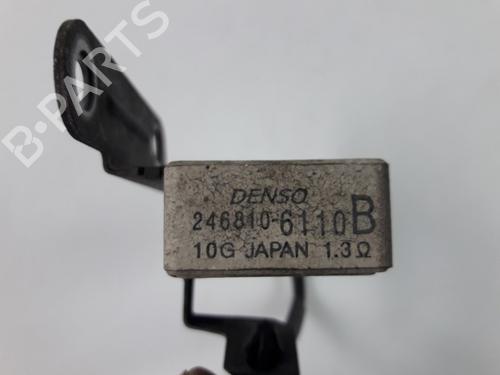 B-PARTS
DENSO
246810-6110B
10G JAPAN 1.3Ω